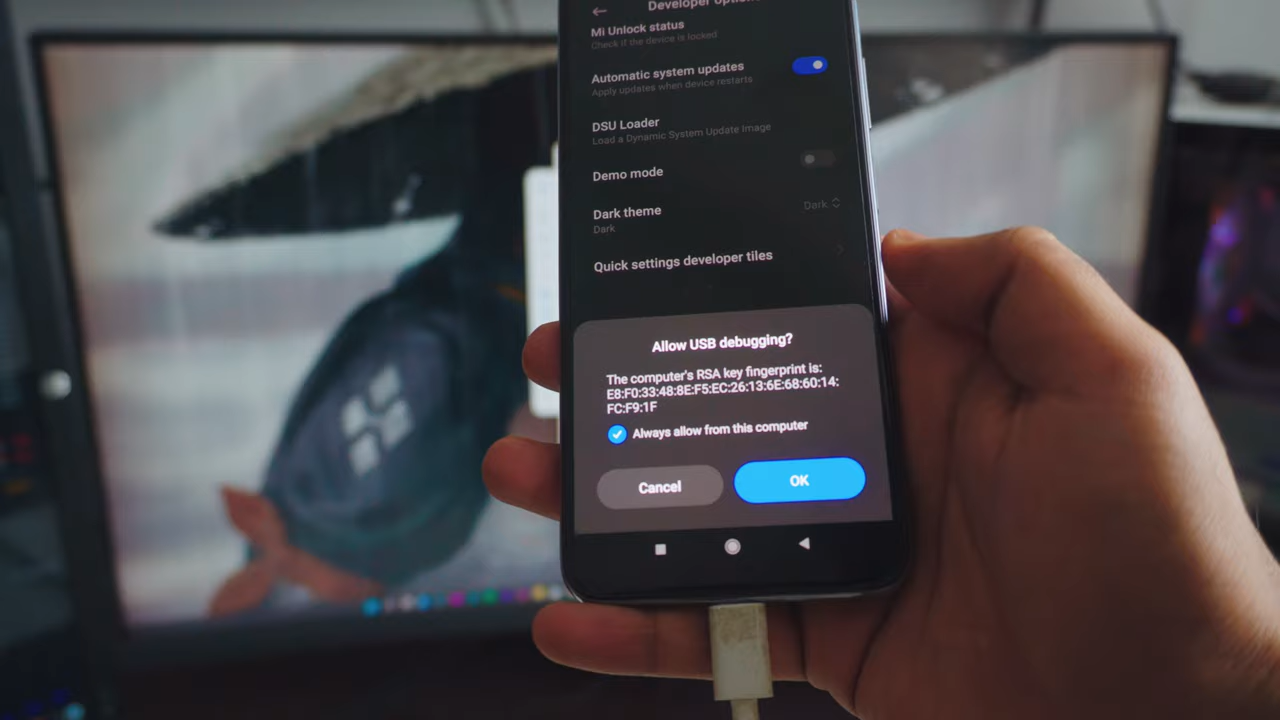 Developer options
Mi Unlock status
Check if the device is locked
Automatic system updates
Apply updates when device restarts
DSU Loader
Load a Dynamic System Update Image
Demo mode
Dark theme
Dark
Dark
Quick settings developer tiles
Allow USB debugging?
The computer's RSA key fingerprint is:
E8:F0:33:48:8E:F5:EC:26:13:6E:68:60:14:
FC:F9:1F
Always allow from this computer
Cancel
OK